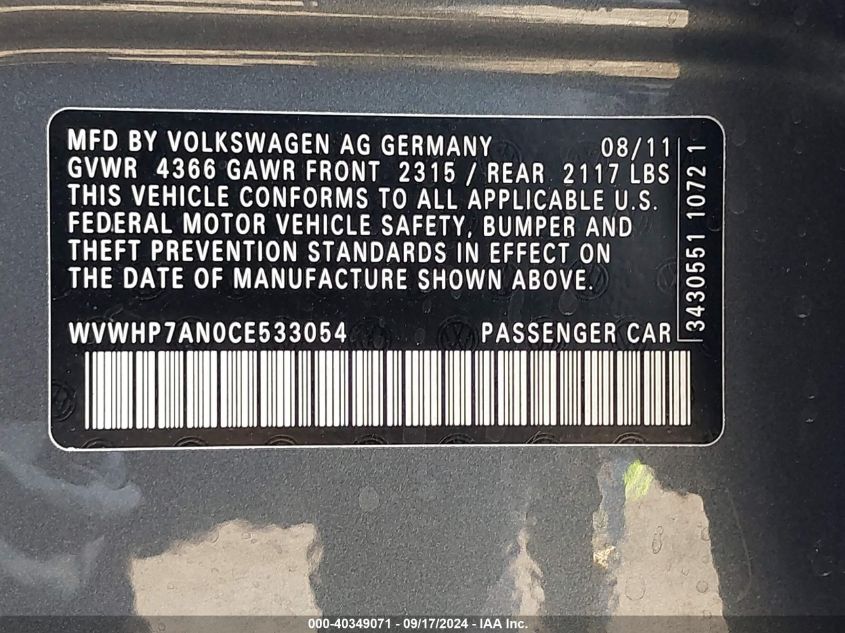 MFD BY VOLKSWAGEN AG GERMANY 08/11
GVWR 4366 GAWR FRONT 2315 / REAR 2117 LBS
THIS VEHICLE CONFORMS TO ALL APPLICABLE U.S.
FEDERAL MOTOR VEHICLE SAFETY, BUMPER AND
THEFT PREVENTION STANDARDS IN EFFECT ON
THE DATE OF MANUFACTURE SHOWN ABOVE.
WVWHP7AN0CE533054 PASSENGER CAR
3430551 1072 1
000-40349071 - 09/17/2024 - IAA Inc.